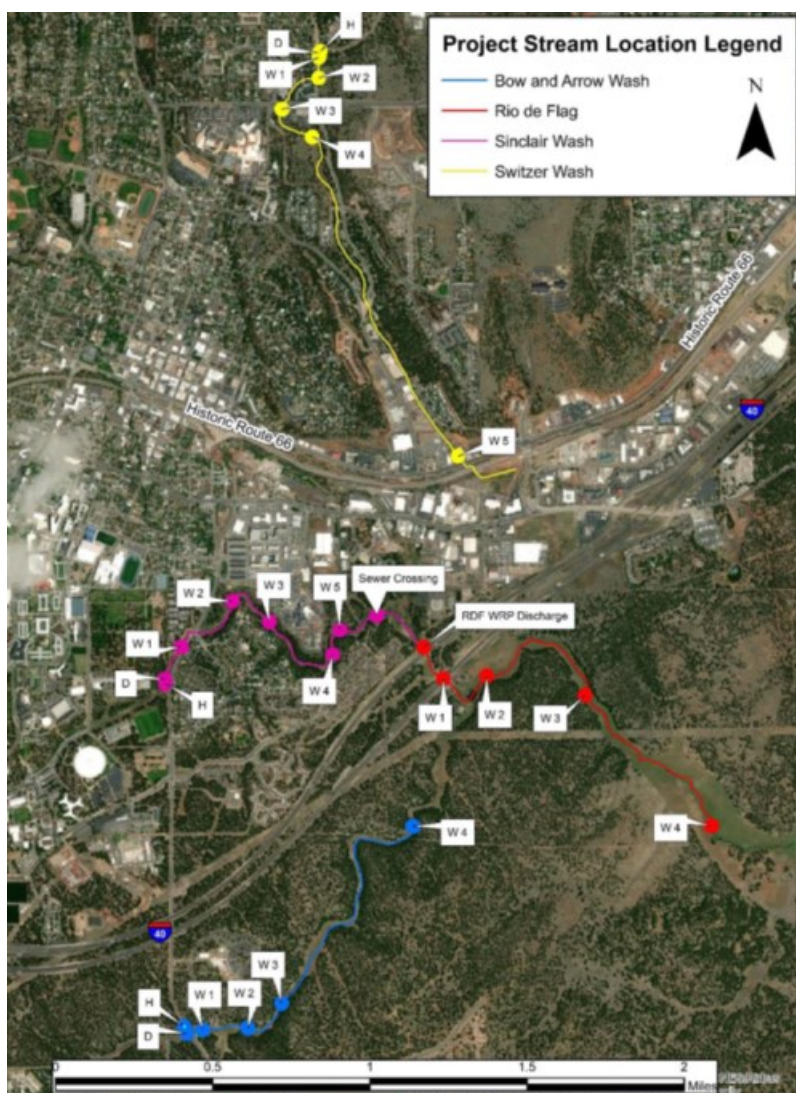 Project Stream Location Legend
Bow and Arrow Wash
Rio de Flag
Sinclair Wash
Switzer Wash
N
H
D
W 1
W 2
W 3
W 4
Historic Route 66
40
Historic Route 66
W 5
Sewer Crossing
W 5
W 3
W 2
RDF WRP Discharge
W 1
D
W 4
H
W 1
W 2
W 3
W 4
W 4
40
W 3
H
W 1
W 2
D
0
0.5
1
2
Miles